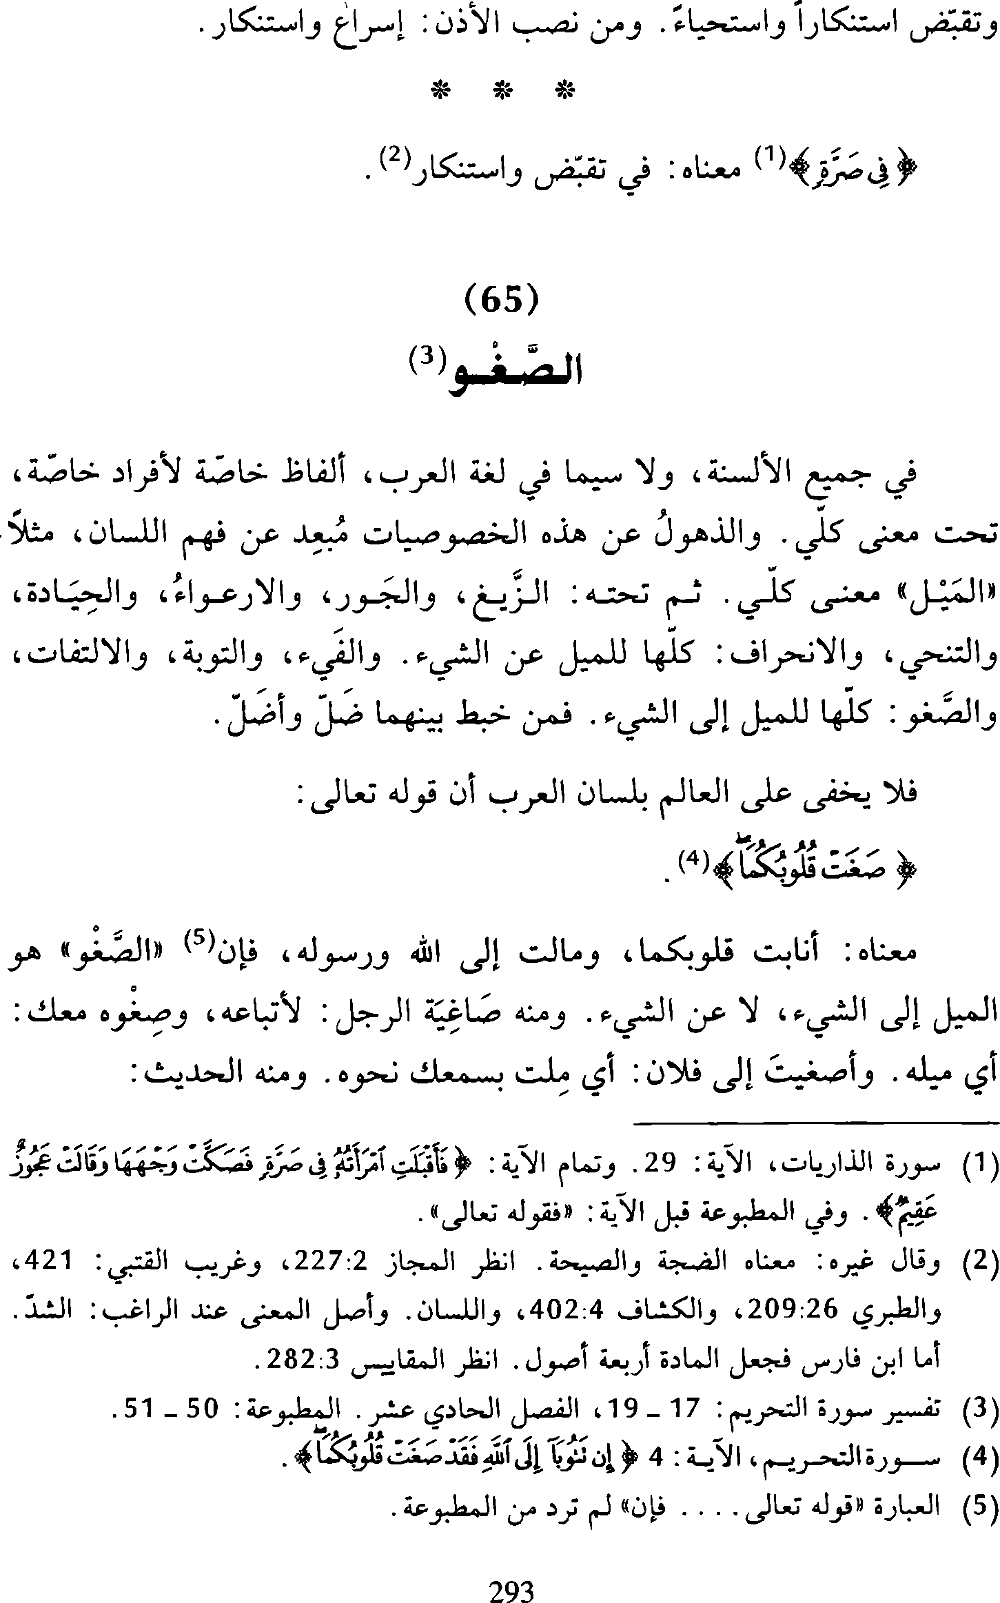 وتقبّض استنكاراً واستحياءً. ومن نصب الأذن: إسراع واستنكار.
* * *
﴿فِى صَرَّةٍ﴾(1) معناه: في تقبّض واستنكار(2).
(65)
الصَّغْـو(3)
في جميع الألسنة، ولا سيما في لغة العرب، ألفاظ خاصّة لأفراد خاصّة،
تحت معنى كلّي. والذهولُ عن هذه الخصوصيات مُبعِد عن فهم اللسان، مثلاً
«المَيْل» معنى كلّي. ثم تحته: الزَّيغ، والجَور، والارعواءُ، والحِيَادة،
والتنحي، والانحراف: كلّها للميل عن الشيء. والفَيء، والتوبة، والالتفات،
والصَّغو: كلّها للميل إلى الشيء. فمن خبط بينهما ضَلّ وأضَلّ.
فلا يخفى على العالم بلسان العرب أن قوله تعالى:
﴿صَغَتْ قُلُوبُكُمَاۖ﴾(4).
معناه: أنابت قلوبكما، ومالت إلى الله ورسوله، فإن(5) «الصَّغْو» هو
الميل إلى الشيء، لا عن الشيء. ومنه صَاغِيَة الرجل: لأتباعه، وصِغْوه معك:
أي ميله. وأصغيتَ إلى فلان: أي مِلت بسمعك نحوه. ومنه الحديث:
(1) سورة الذاريات، الآية: 29. وتمام الآية: ﴿فَأَقْبَلَتِ ٱمْرَأَتُهُۥ فِى صَرَّةٍ فَصَكَّتْ وَجْهَهَا وَقَالَتْ عَجُوزٌ
عَقِيمٌ﴾. وفي المطبوعة قبل الآية: «فقوله تعالى».
(2) وقال غيره: معناه الضجة والصيحة. انظر المجاز 227:2، وغريب القتبي: 421،
والطبري 209:26، والكشاف 402:4، واللسان. وأصل المعنى عند الراغب: الشدّ.
أما ابن فارس فجعل المادة أربعة أصول. انظر المقاييس 282:3.
(3) تفسير سورة التحريم: 17 - 19، الفصل الحادي عشر. المطبوعة: 50 - 51.
(4) سورة التحريم، الآية: 4 ﴿إِن تَتُوبَآ إِلَى ٱللَّهِ فَقَدْ صَغَتْ قُلُوبُكُمَاۖ﴾.
(5) العبارة «قوله تعالى.... فإن» لم ترد من المطبوعة.
293